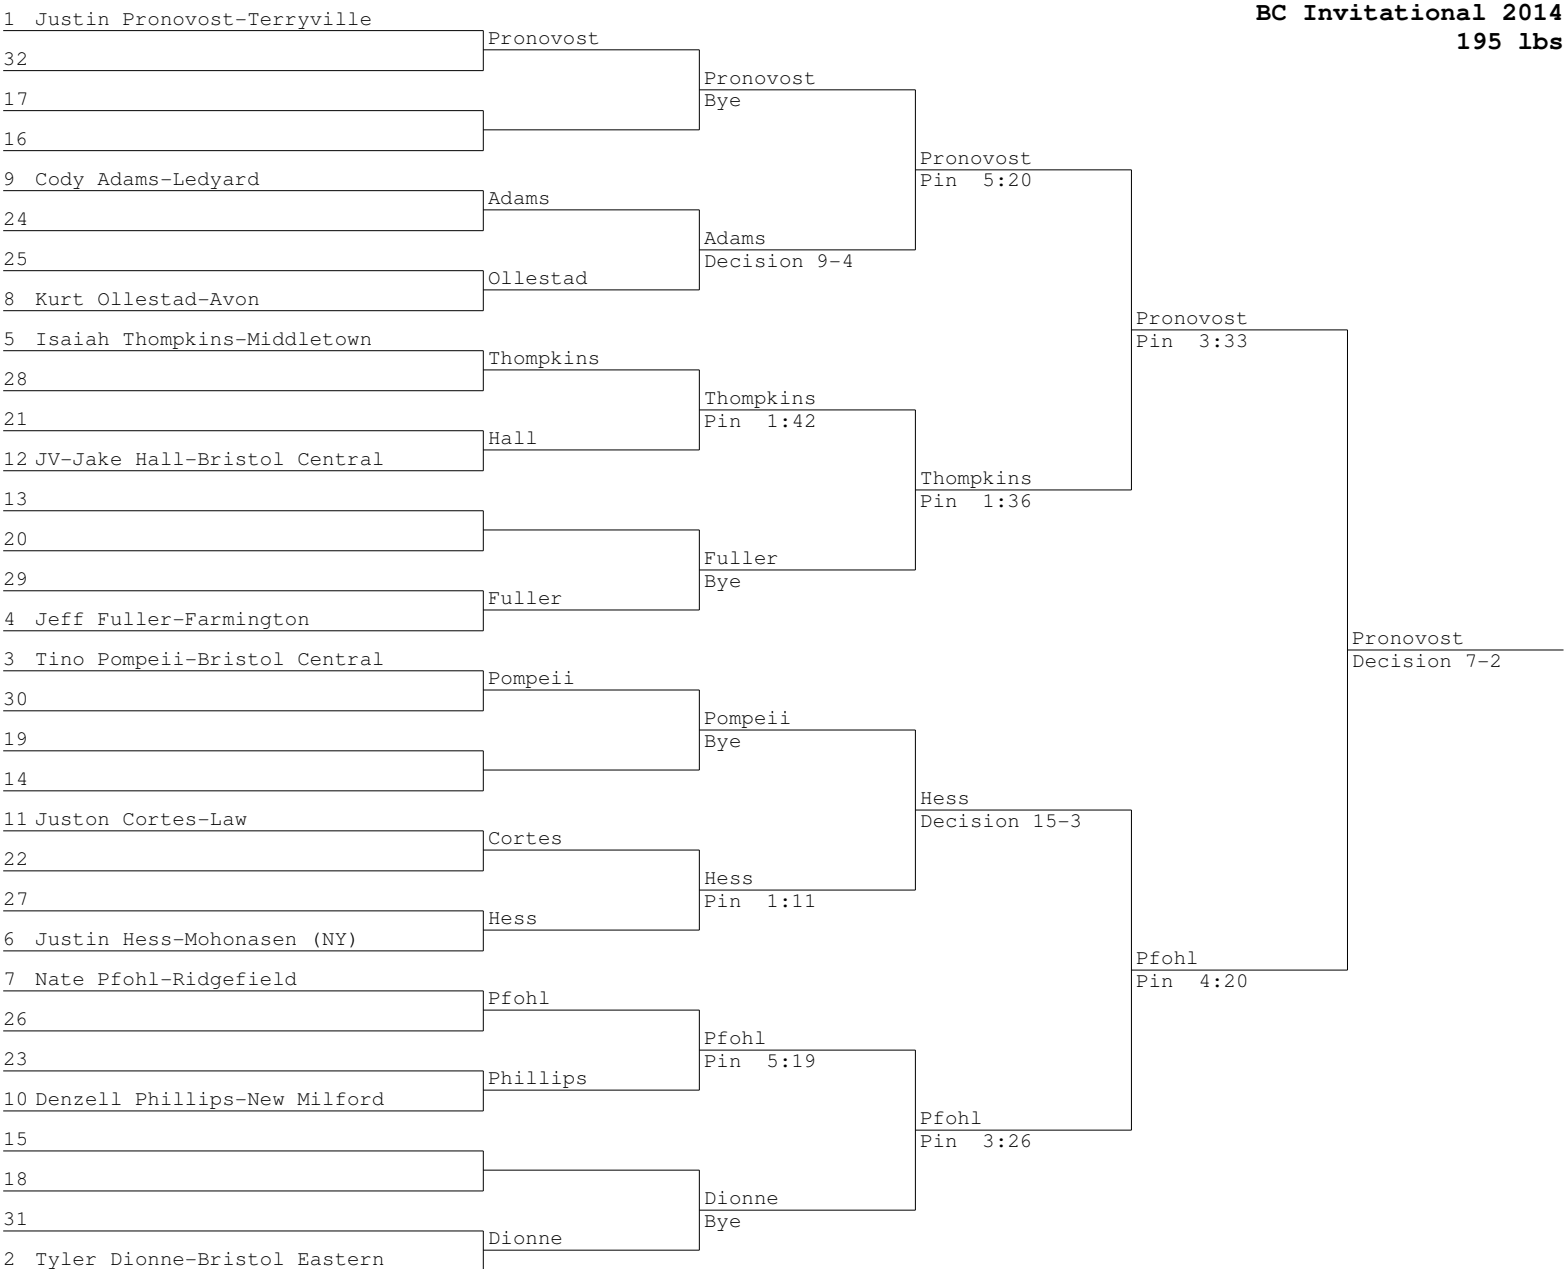 BC Invitational 2014
195 lbs
1 Justin Pronovost-Terryville
32
17
16
9 Cody Adams-Ledyard
24
25
8 Kurt Ollestad-Avon
5 Isaiah Thompkins-Middletown
28
21
12 JV-Jake Hall-Bristol Central
13
20
29
4 Jeff Fuller-Farmington
3 Tino Pompeii-Bristol Central
30
19
14
11 Juston Cortes-Law
22
27
6 Justin Hess-Mohonasen (NY)
7 Nate Pfohl-Ridgefield
26
23
10 Denzell Phillips-New Milford
15
18
31
2 Tyler Dionne-Bristol Eastern
Pronovost
Adams
Ollestad
Thompkins
Hall
Fuller
Pompeii
Cortes
Hess
Pfohl
Phillips
Dionne
Pronovost
Bye
Adams
Decision 9-4
Thompkins
Pin 1:42
Fuller
Bye
Pompeii
Bye
Hess
Pin 1:11
Pfohl
Pin 5:19
Dionne
Bye
Pronovost
Pin 5:20
Thompkins
Pin 1:36
Hess
Decision 15-3
Pfohl
Pin 3:26
Pronovost
Pin 3:33
Pfohl
Pin 4:20
Pronovost
Decision 7-2